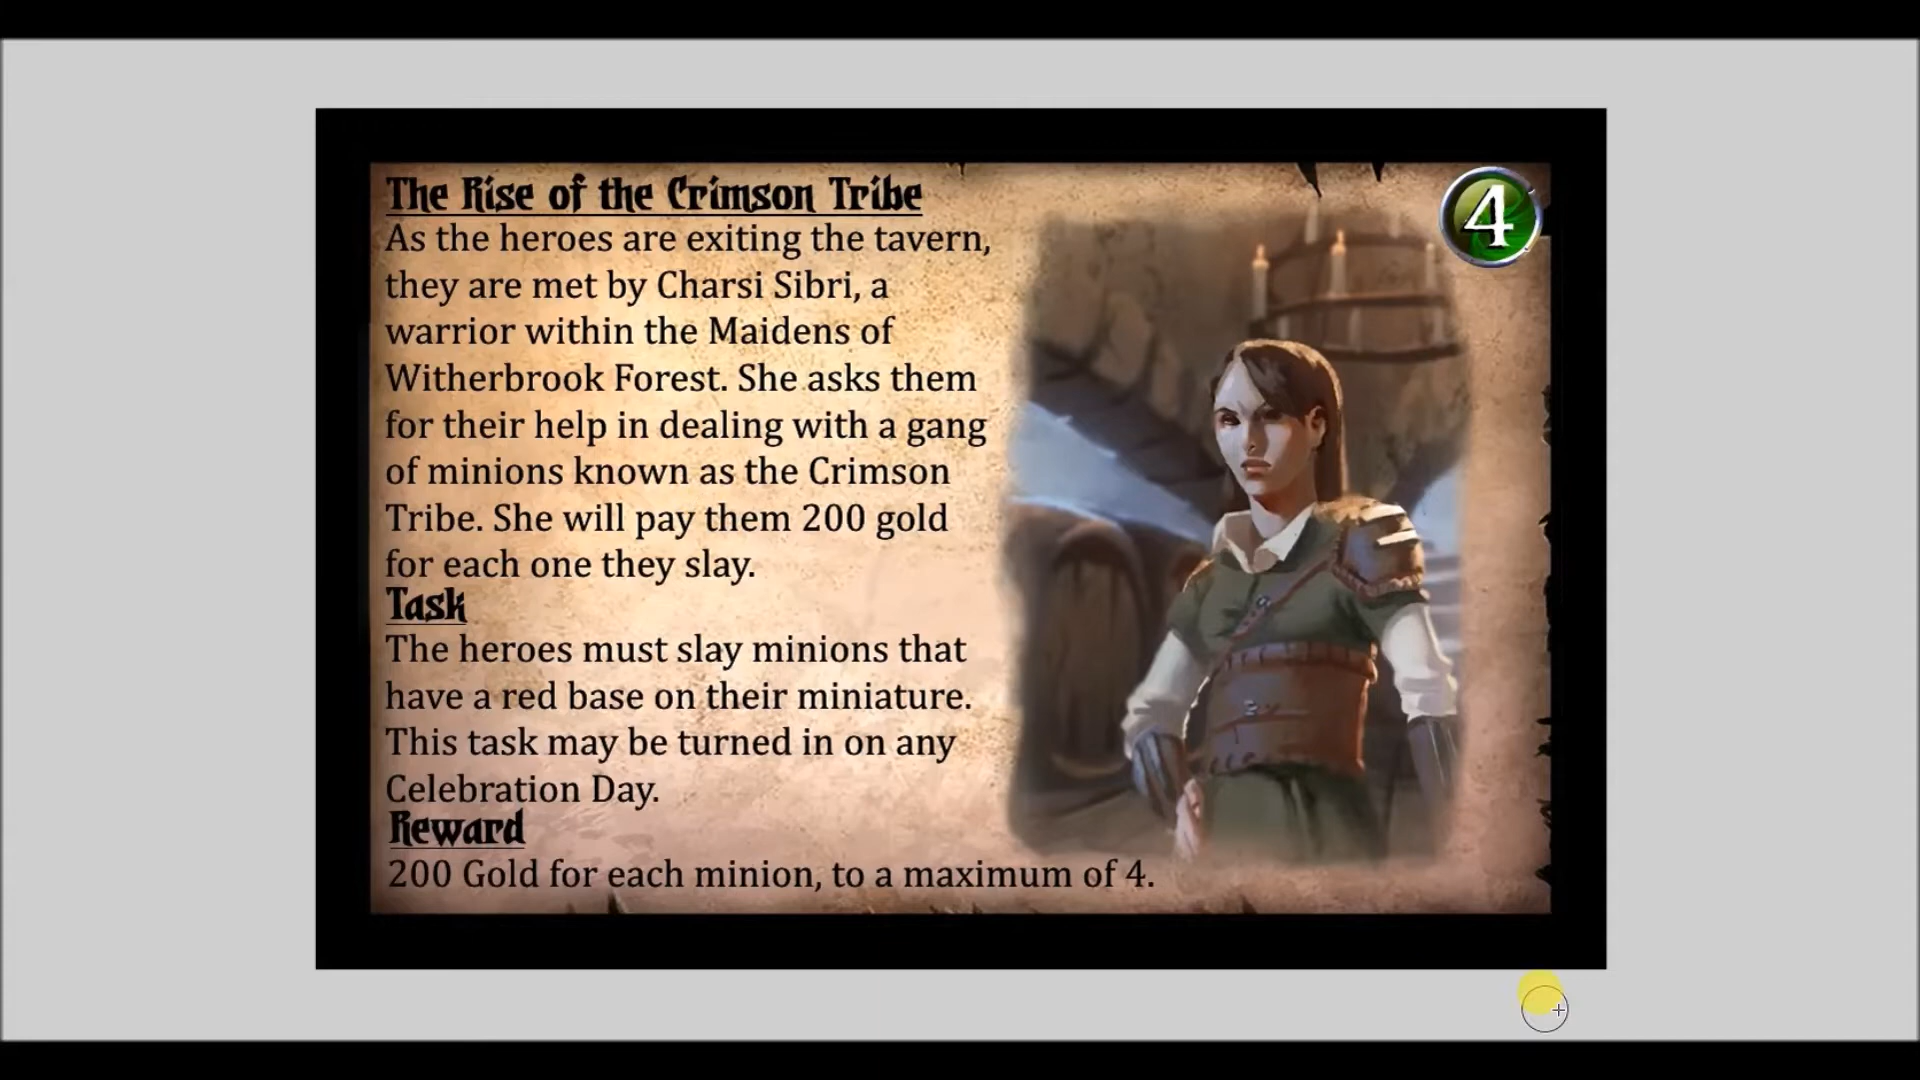 The Rise of the Crimson Tribe
4
As the heroes are exiting the tavern,
they are met by Charsi Sibri, a
warrior within the Maidens of
Witherbrook Forest. She asks them
for their help in dealing with a gang
of minions known as the Crimson
Tribe. She will pay them 200 gold
for each one they slay.
Task
The heroes must slay minions that
have a red base on their miniature.
This task may be turned in on any
Celebration Day.
Reward
200 Gold for each minion, to a maximum of 4.